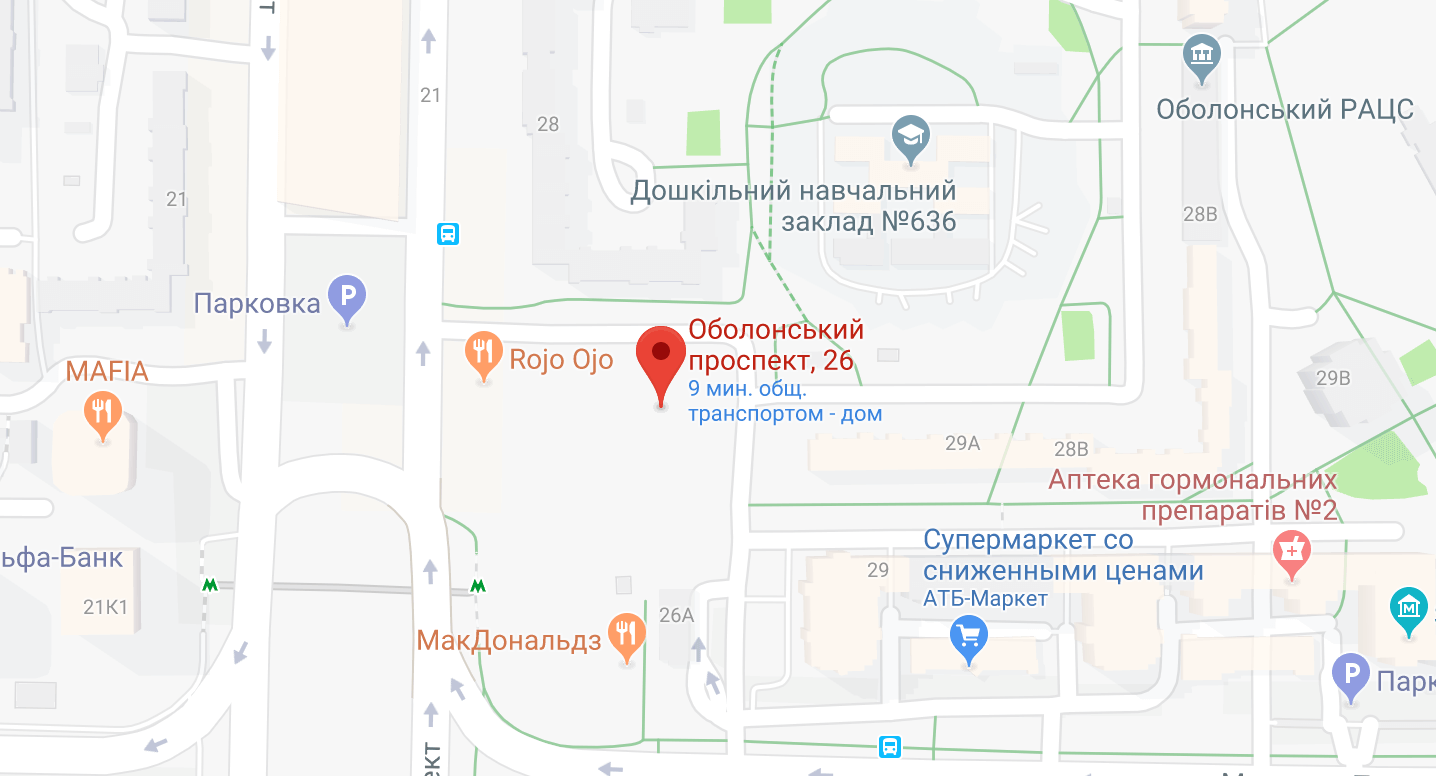 21
28
Оболонський РАЦС
21
Дошкільний навчальний
заклад №636
28В
Парковка
Оболонський
проспект, 26
9 мин. общ.
транспортом - дом
Rojo Ojo
MAFIA
29В
29А
28В
Аптека гормональних
препаратів №2
Супермаркет со
сниженными ценами
АТБ-Маркет
29
ьфа-Банк
21К1
26А
МакДональдз
Парк
ект